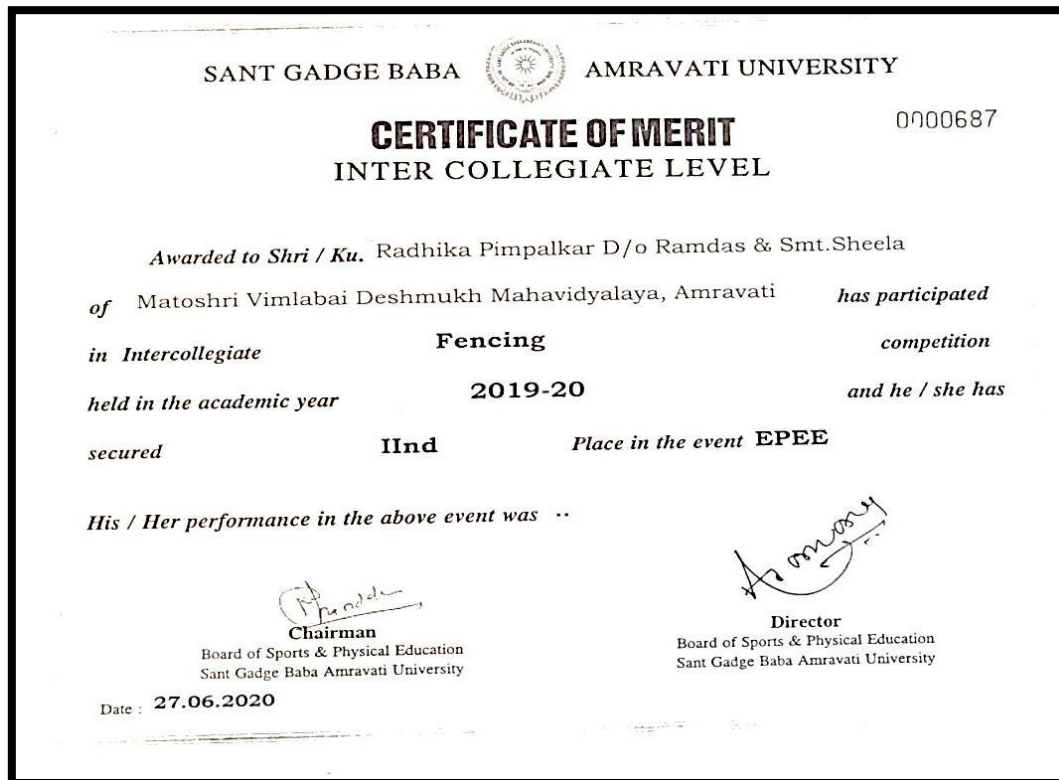 SANT GADGE BABA AMRAVATI UNIVERSITY
0000687
CERTIFICATE OF MERIT
INTER COLLEGIATE LEVEL
Awarded to Shri / Ku. Radhika Pimpalkar D/o Ramdas & Smt.Sheela
of Matoshri Vimlabai Deshmukh Mahavidyalaya, Amravati has participated
in Intercollegiate Fencing competition
held in the academic year 2019-20 and he / she has
secured IInd Place in the event EPEE
His / Her performance in the above event was ..
Chairman
Board of Sports & Physical Education
Sant Gadge Baba Amravati University
Director
Board of Sports & Physical Education
Sant Gadge Baba Amravati University
Date : 27.06.2020